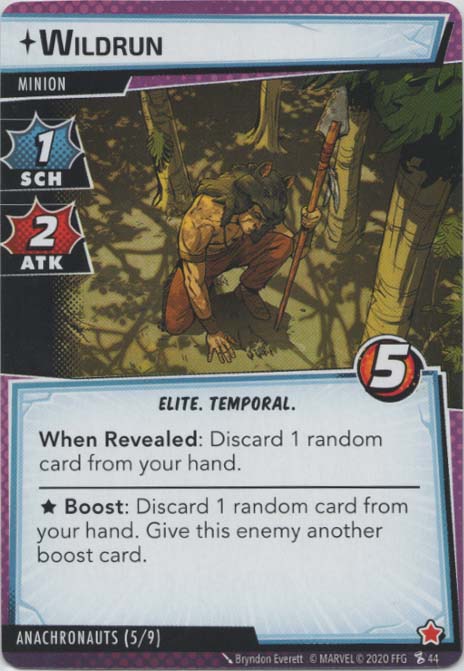 WILDRUN
MINION
1
SCH
2
ATK
5
ELITE. TEMPORAL.
When Revealed: Discard 1 random
card from your hand.
★ Boost: Discard 1 random card from
your hand. Give this enemy another
boost card.
ANACHRONAUTS (5/9)
Bryndon Everett © MARVEL © 2020 FFG 44